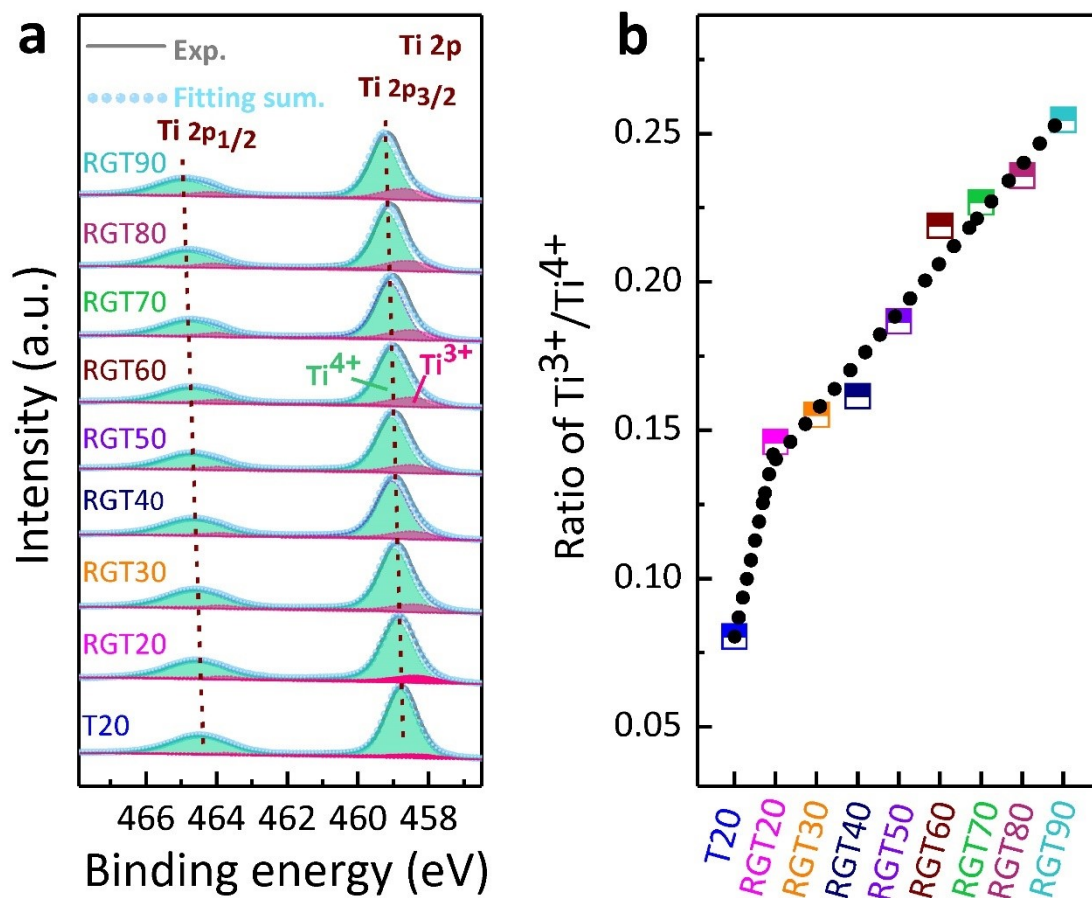 a
Ti 2p
Exp.
Fitting sum.
Ti 2p3/2
Ti 2p1/2
RGT90
RGT80
RGT70
RGT60
Ti4+
Ti3+
RGT50
RGT40
RGT30
RGT20
T20
Intensity (a.u.)
466 464 462 460 458
Binding energy (eV)
b
0.25
0.20
0.15
0.10
0.05
Ratio of Ti3+/Ti4+
T20
RGT20
RGT30
RGT40
RGT50
RGT60
RGT70
RGT80
RGT90